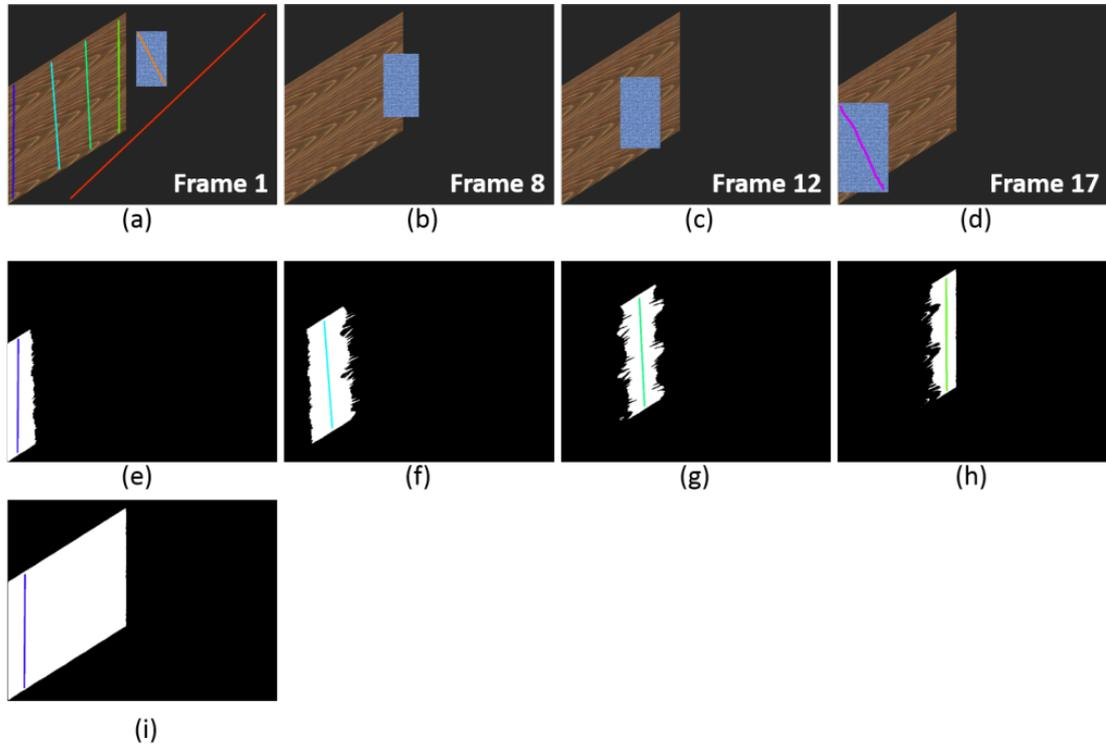 Frame 1
Frame 8
Frame 12
Frame 17
(a)
(b)
(c)
(d)
(e)
(f)
(g)
(h)
(i)